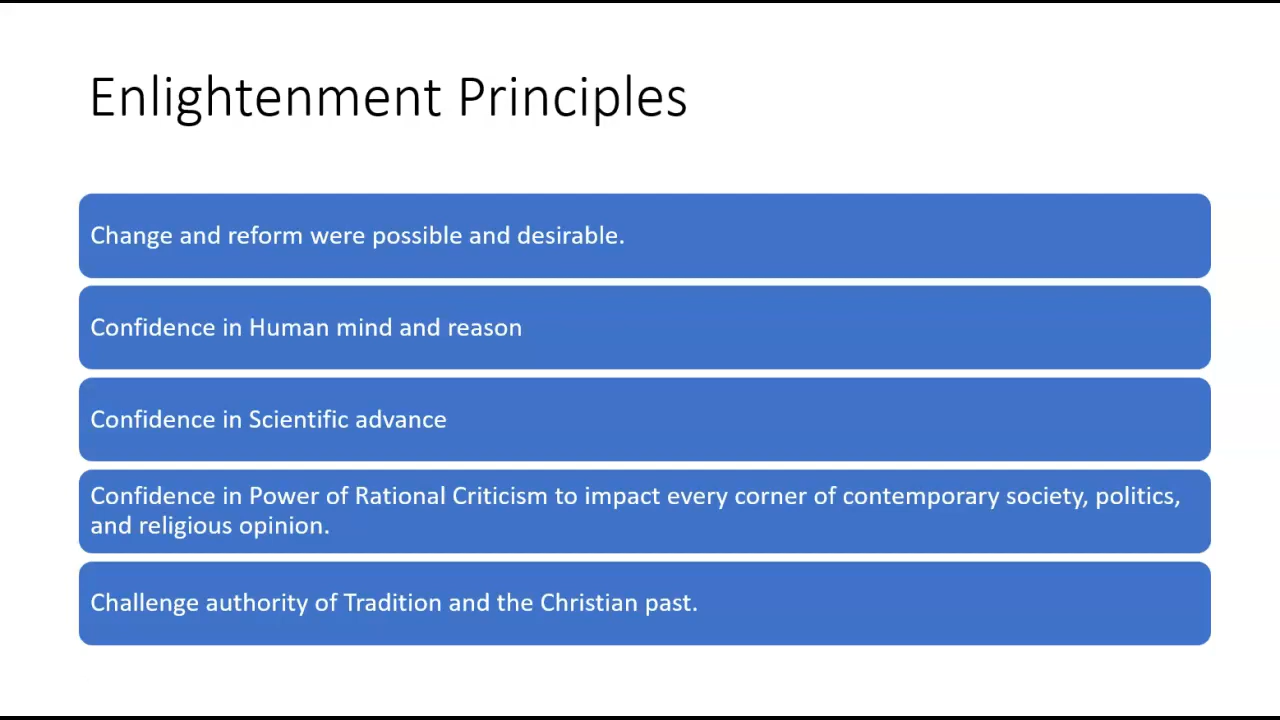 Enlightenment Principles
Change and reform were possible and desirable.
Confidence in Human mind and reason
Confidence in Scientific advance
Confidence in Power of Rational Criticism to impact every corner of contemporary society, politics,
and religious opinion.
Challenge authority of Tradition and the Christian past.